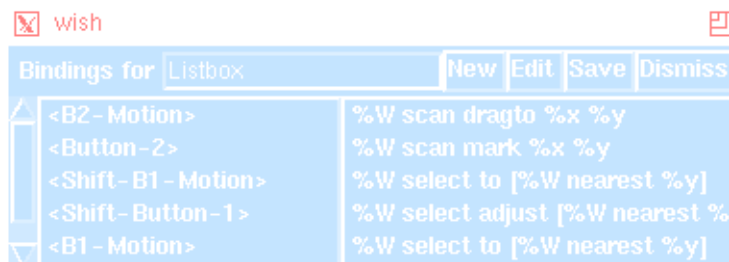 wish
Bindings for Listbox New Edit Save Dismiss
<B2-Motion> %W scan dragto %x %y
<Button-2> %W scan mark %x %y
<Shift-B1-Motion> %W select to [%W nearest %y]
<Shift-Button-1> %W select adjust [%W nearest %
<B1-Motion> %W select to [%W nearest %y]